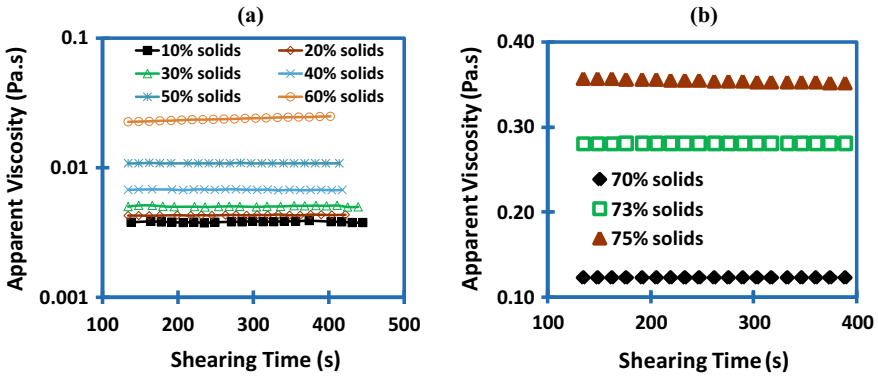 (a)
Apparent Viscosity (Pa.s)
0.1
0.01
0.001
10% solids
20% solids
30% solids
40% solids
50% solids
60% solids
100 200 300 400 500
Shearing Time (s)
(b)
Apparent Viscosity (Pa.s)
0.40
0.30
0.20
0.10
70% solids
73% solids
75% solids
100 200 300 400
Shearing Time (s)